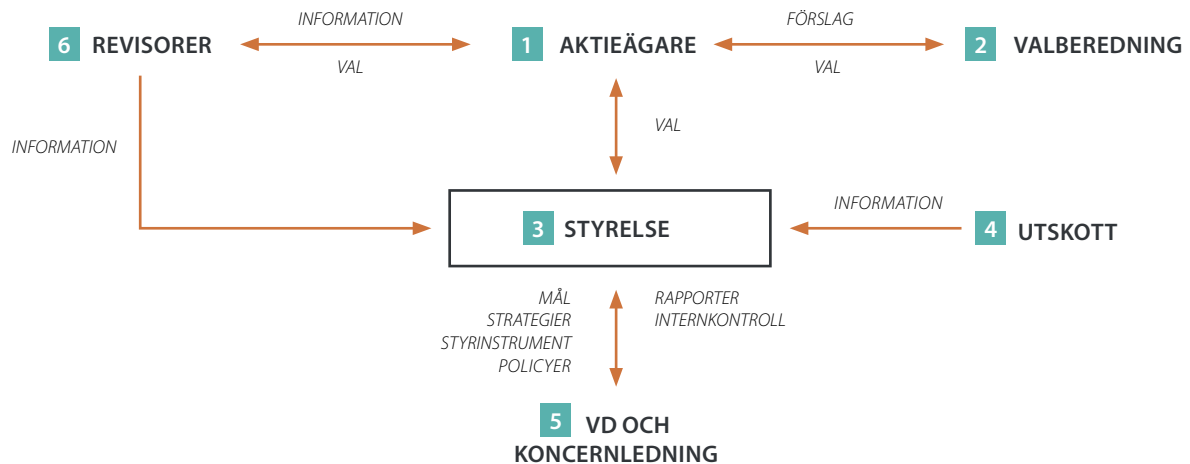 INFORMATION
FÖRSLAG
6 REVISORER
1 AKTIEÄGARE
2 VALBEREDNING
VAL
VAL
INFORMATION
VAL
INFORMATION
3 STYRELSE
4 UTSKOTT
MÅL
STRATEGIER
STYRINSTRUMENT
POLICYER
RAPPORTER
INTERNKONTROLL
5 VD OCH
KONCERNLEDNING